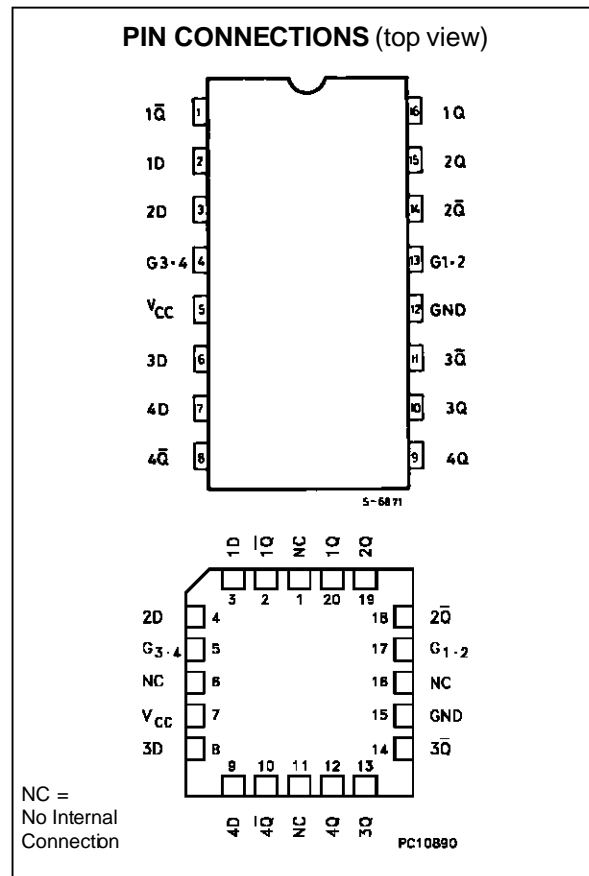 PIN CONNECTIONS (top view)
1Q̅ 1 16 1Q
1D 2 15 2Q
2D 3 14 2Q̅
G3·4 4 13 G1·2
VCC 5 12 GND
3D 6 11 3Q̅
4D 7 10 3Q
4Q̅ 8 9 4Q
S-6871
1D 1Q̅ NC 1Q 2Q
3 2 1 20 19
2D 4 18 2Q̅
G3·4 5 17 G1·2
NC 6 16 NC
VCC 7 15 GND
3D 8 14 3Q̅
9 10 11 12 13
4D 4Q̅ NC 4Q 3Q
NC =
No Internal
Connection
PC10890